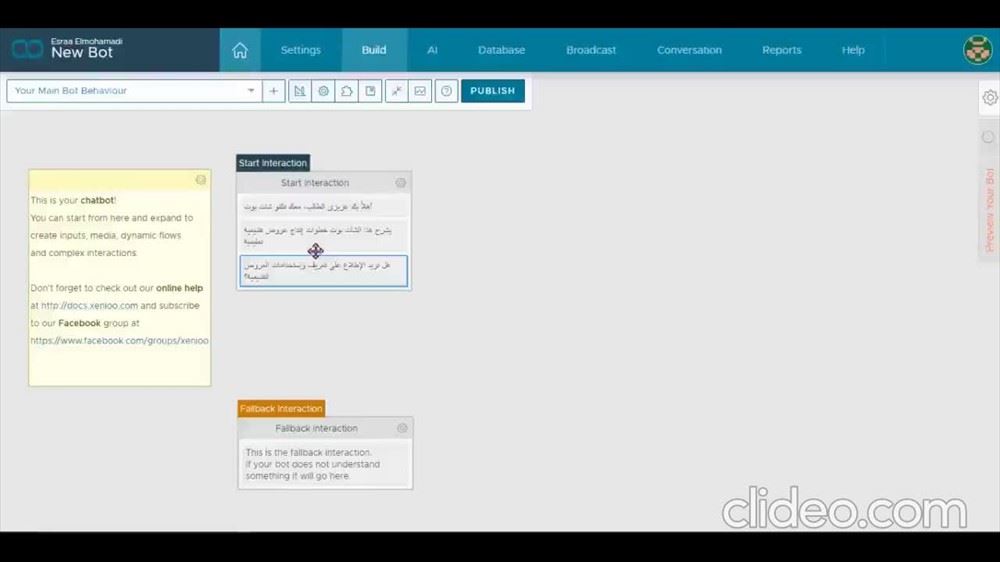 Esraa Elmohamadi
New Bot
Settings
Build
AI
Database
Broadcast
Conversation
Reports
Help
Your Main Bot Behaviour
PUBLISH
Preview Your Bot
This is your chatbot!
You can start from here and expand to
create inputs, media, dynamic flows
and complex interactions.
Don't forget to check out our online help
at http://docs.xenioo.com and subscribe
to our Facebook group at
https://www.facebook.com/groups/xenioo
Start Interaction
Start Interaction
أهلاً بك عزيزي الطالب، معك شات بوت
يشرح هذا الشات بوت خطوات إنتاج عروض تقديمية
تعليمية
هل تريد الإطلاع على تعريف وإستخدامات العروض
التقديمية؟
Fallback Interaction
Fallback Interaction
This is the fallback interaction.
If your bot does not understand
something it will go here.
clideo.com